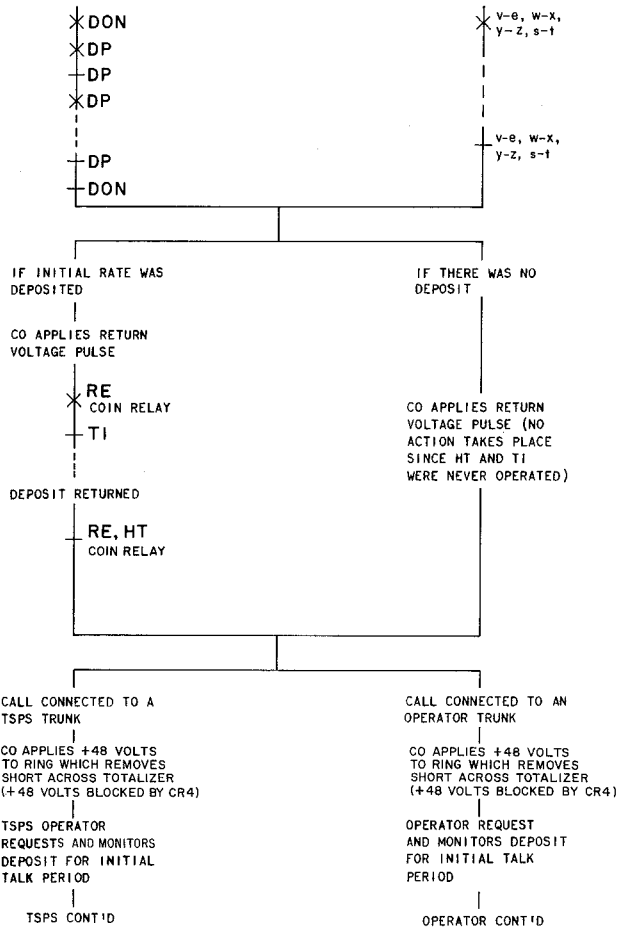 DON
DP
DP
DP
DP
DON
v-e, w-x,
y-z, s-t
v-e, w-x,
y-z, s-t
IF INITIAL RATE WAS
DEPOSITED
CO APPLIES RETURN
VOLTAGE PULSE
RE
COIN RELAY
TI
DEPOSIT RETURNED
RE, HT
COIN RELAY
IF THERE WAS NO
DEPOSIT
CO APPLIES RETURN
VOLTAGE PULSE (NO
ACTION TAKES PLACE
SINCE HT AND TI
WERE NEVER OPERATED)
CALL CONNECTED TO A
TSPS TRUNK
CO APPLIES +48 VOLTS
TO RING WHICH REMOVES
SHORT ACROSS TOTALIZER
(+48 VOLTS BLOCKED BY CR4)
TSPS OPERATOR
REQUESTS AND MONITORS
DEPOSIT FOR INITIAL
TALK PERIOD
TSPS CONT'D
CALL CONNECTED TO AN
OPERATOR TRUNK
CO APPLIES +48 VOLTS
TO RING WHICH REMOVES
SHORT ACROSS TOTALIZER
(+48 VOLTS BLOCKED BY CR4)
OPERATOR REQUEST
AND MONITORS DEPOSIT
FOR INITIAL TALK
PERIOD
OPERATOR CONT'D